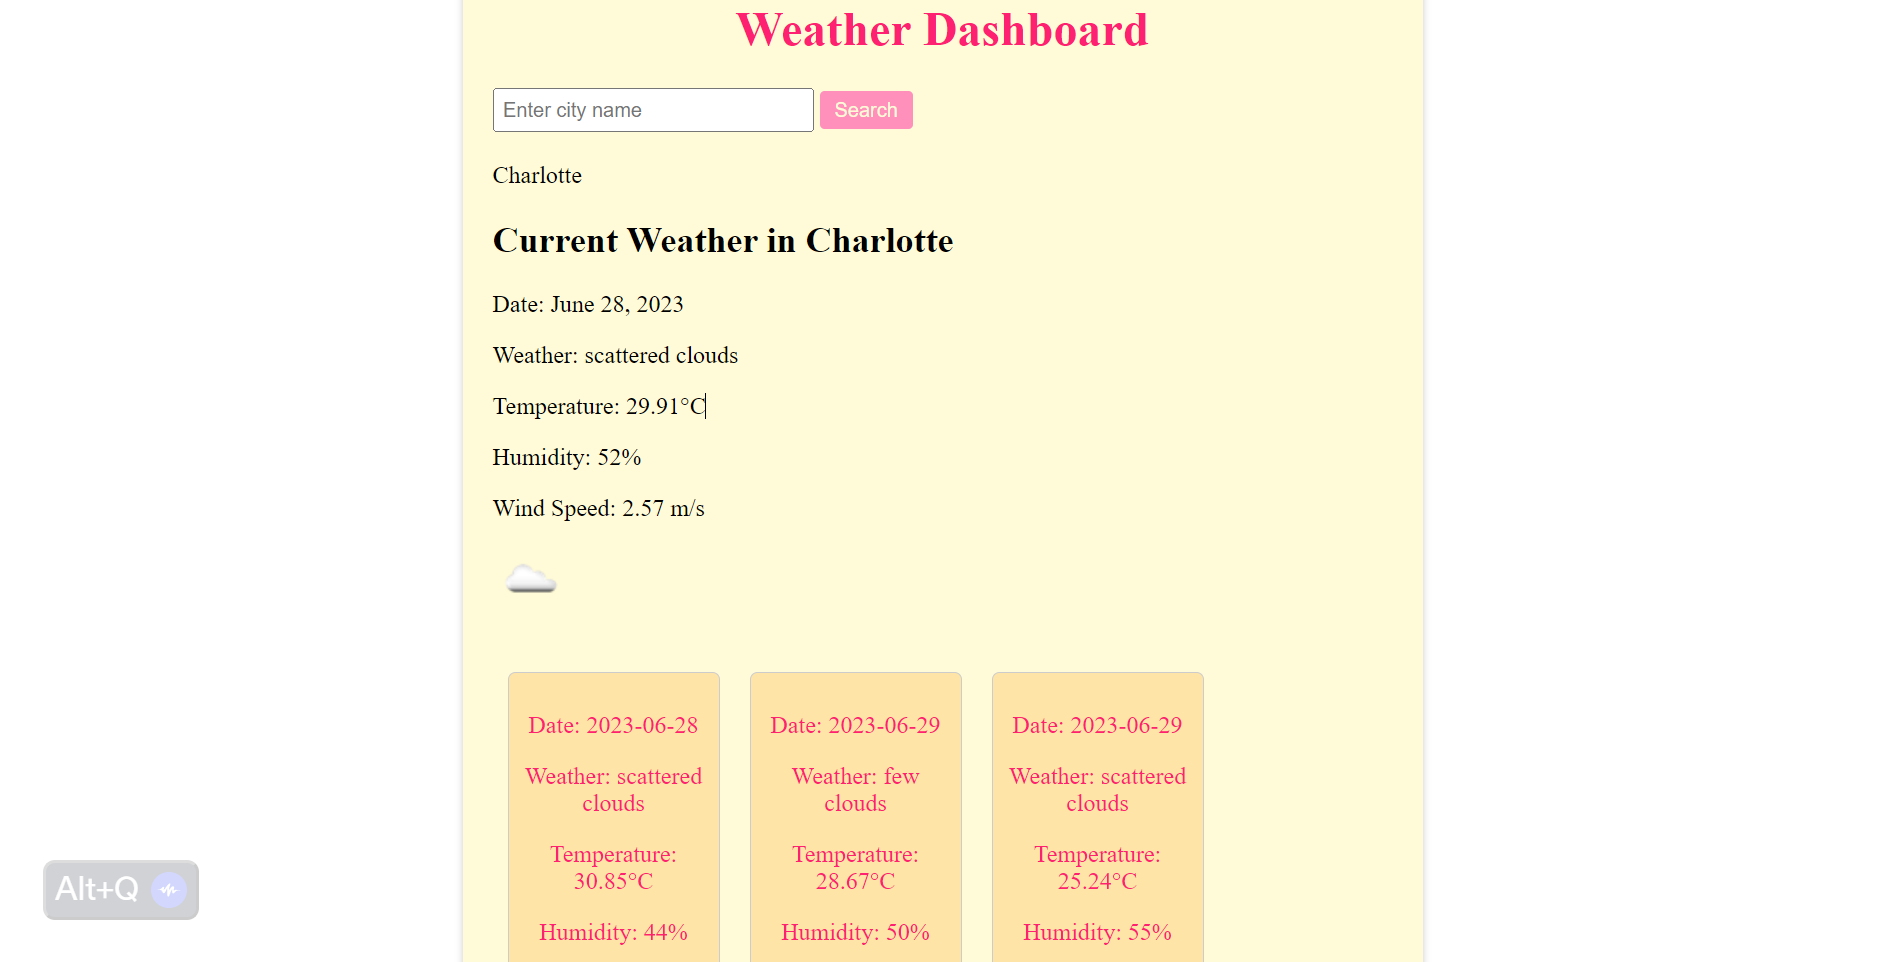 Weather Dashboard
Enter city name
Search
Charlotte
Current Weather in Charlotte
Date: June 28, 2023
Weather: scattered clouds
Temperature: 29.91°C
Humidity: 52%
Wind Speed: 2.57 m/s
Date: 2023-06-28
Weather: scattered
clouds
Temperature:
30.85°C
Humidity: 44%
Date: 2023-06-29
Weather: few
clouds
Temperature:
28.67°C
Humidity: 50%
Date: 2023-06-29
Weather: scattered
clouds
Temperature:
25.24°C
Humidity: 55%
Alt+Q